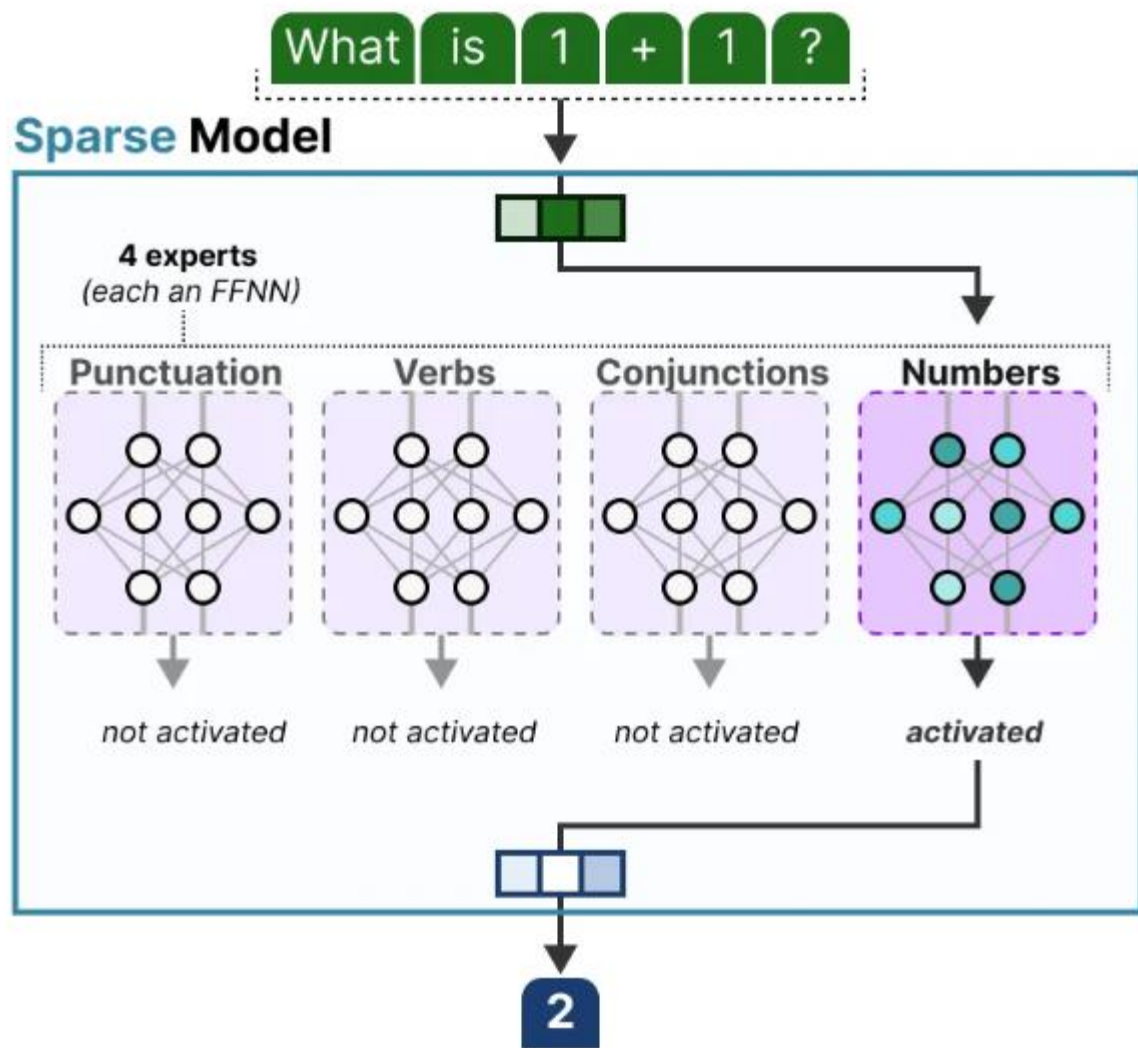 What is 1 + 1 ?
Sparse Model
4 experts
(each an FFNN)
Punctuation Verbs Conjunctions Numbers
not activated not activated not activated activated
2